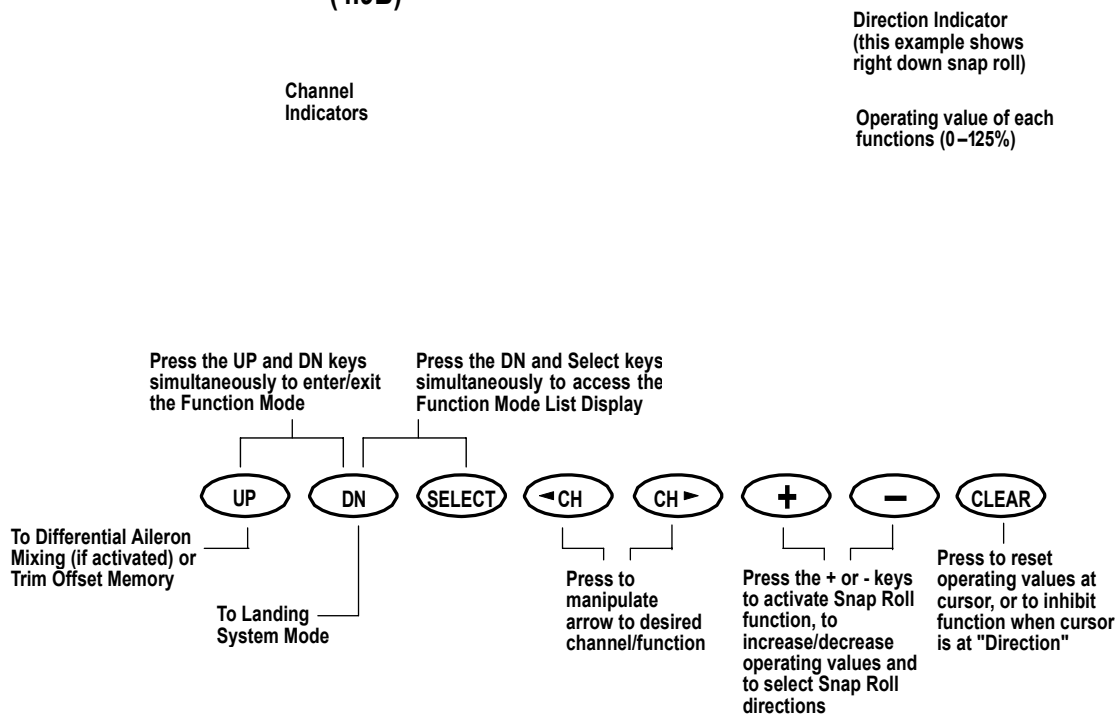 Direction Indicator
(this example shows
right down snap roll)
Channel
Indicators
Operating value of each
functions (0–125%)
Press the UP and DN keys
simultaneously to enter/exit
the Function Mode
Press the DN and Select keys
simultaneously to access the
Function Mode List Display
UP
DN
SELECT
◄CH
CH►
+
–
CLEAR
To Differential Aileron
Mixing (if activated) or
Trim Offset Memory
To Landing
System Mode
Press to
manipulate
arrow to desired
channel/function
Press the + or - keys
to activate Snap Roll
function, to
increase/decrease
operating values and
to select Snap Roll
directions
Press to reset
operating values at
cursor, or to inhibit
function when cursor
is at "Direction"